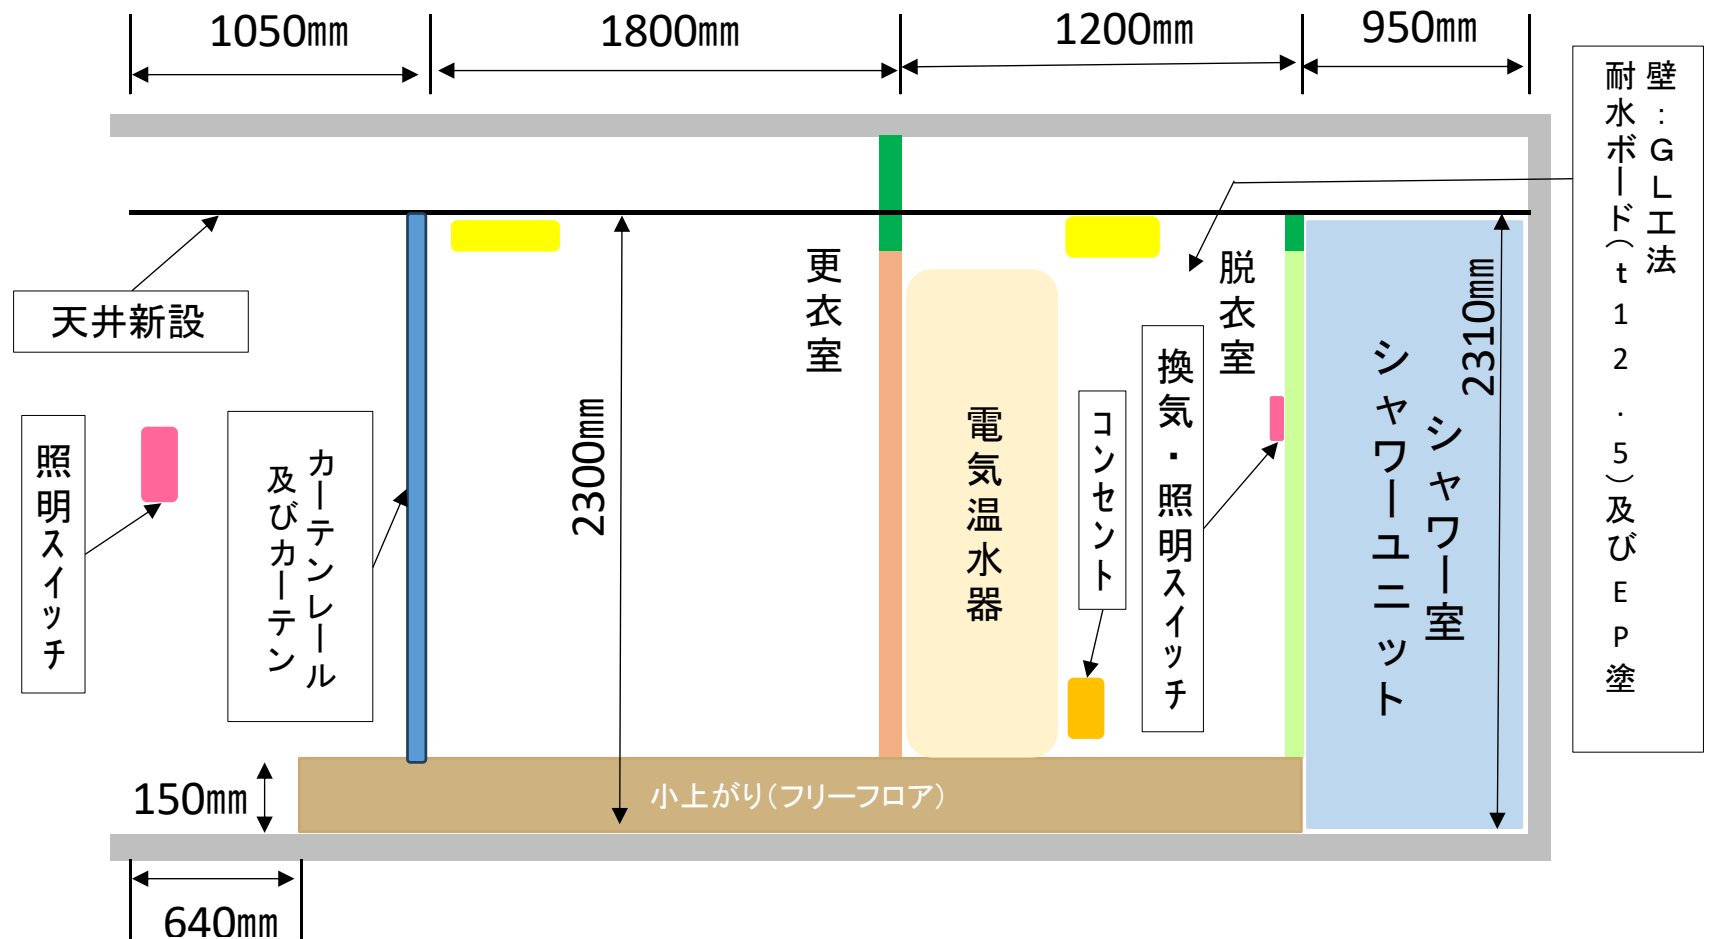 1050㎜
1800㎜
1200㎜
950㎜
壁：GL工法
耐水ボード（t12.5）及びEP塗
天井新設
更衣室
脱衣室
2300㎜
2310㎜
照明スイッチ
カーテンレール
及びカーテン
電気温水器
コンセント
換気・照明スイッチ
シャワー室
シャワーユニット
150㎜
小上がり（フリーフロア）
640㎜